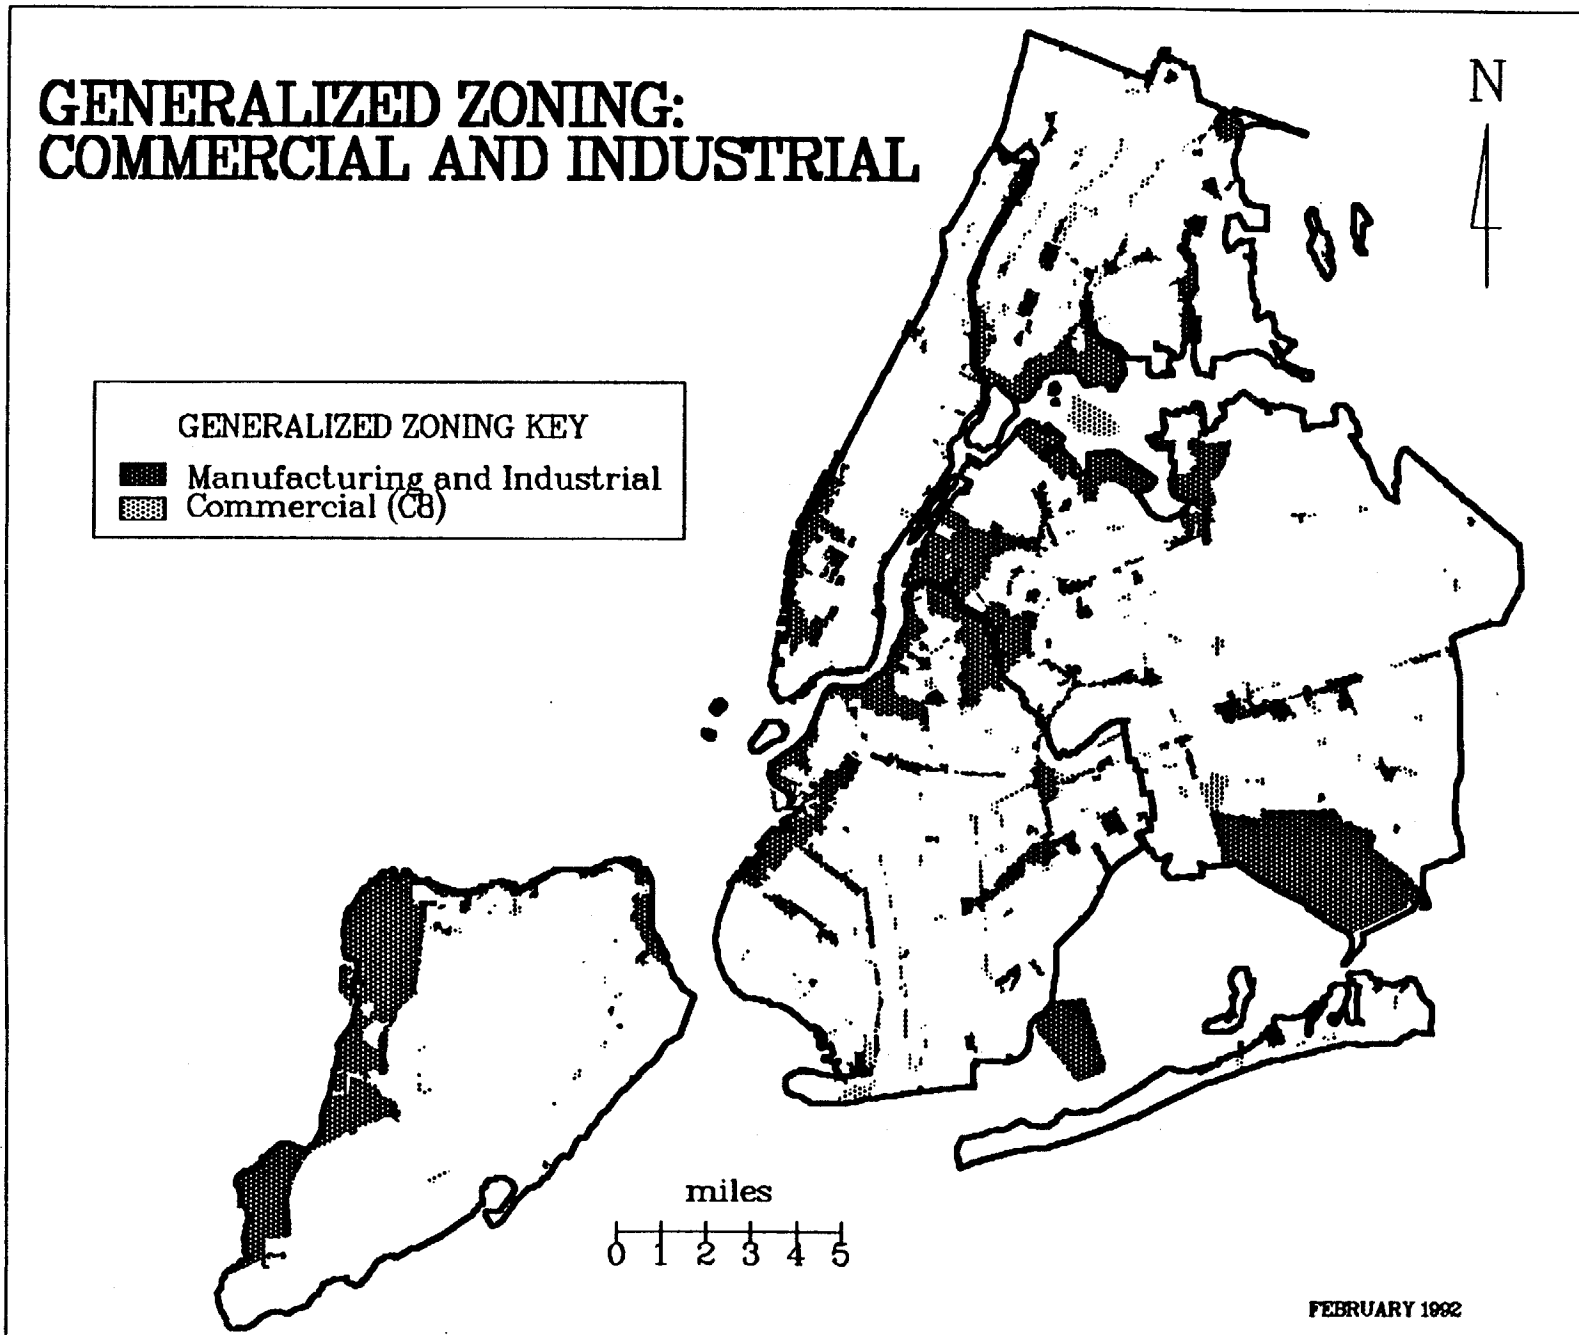 GENERALIZED ZONING:
COMMERCIAL AND INDUSTRIAL
N
GENERALIZED ZONING KEY
Manufacturing and Industrial
Commercial (C8)
miles
0 1 2 3 4 5
FEBRUARY 1992